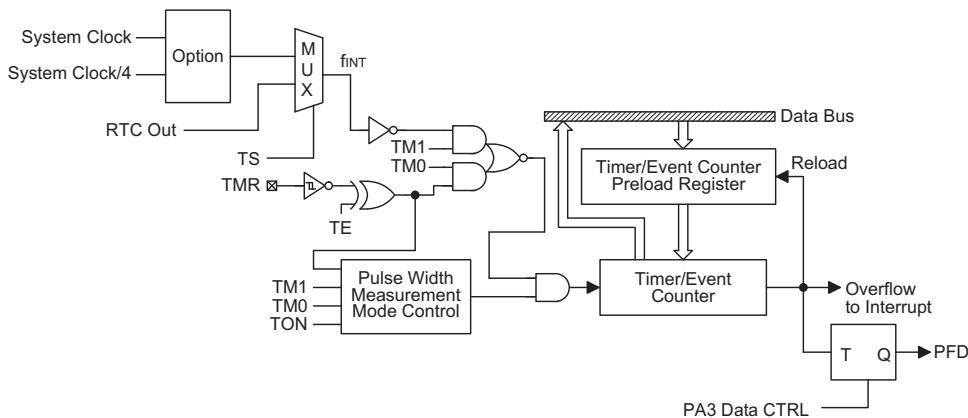 System Clock
System Clock/4
Option
M
U
X
fINT
RTC Out
TS
TM1
TM0
TMR
TE
Data Bus
Timer/Event Counter
Preload Register
Reload
TM1
TM0
TON
Pulse Width
Measurement
Mode Control
Timer/Event
Counter
Overflow
to Interrupt
T
Q
PFD
PA3 Data CTRL